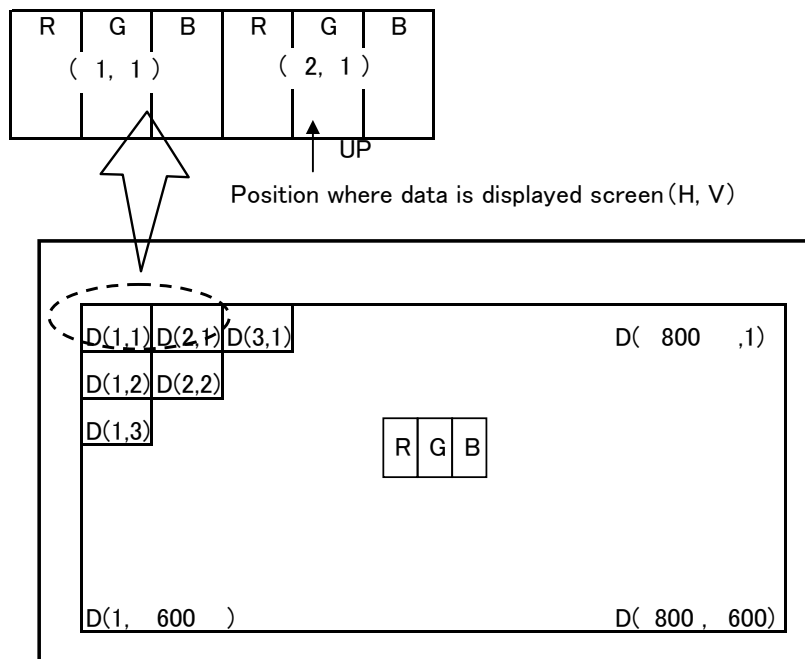 R G B R G B
( 1, 1 ) ( 2, 1 )
UP
Position where data is displayed screen(H, V)
D(1,1) D(2,1) D(3,1) D( 800 ,1)
D(1,2) D(2,2)
D(1,3)
R G B
D(1, 600 ) D( 800 , 600)